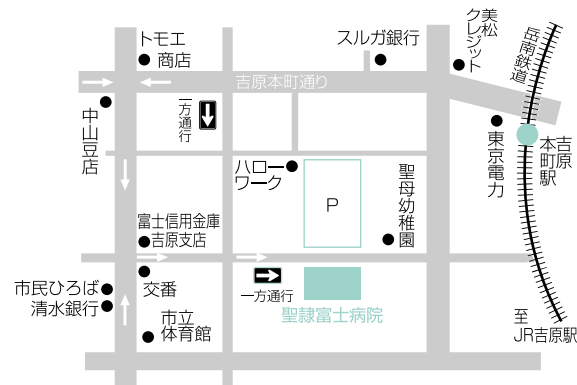 トモエ
商店
スルガ銀行
美松
クレジット
岳南鉄道
吉原本町通り
中山豆店
一方通行
東京電力
吉原
本町駅
ハロー
ワーク
P
聖母幼稚園
富士信用金庫
吉原支店
市民ひろば
清水銀行
交番
一方通行
聖隷富士病院
市立
体育館
至
JR吉原駅